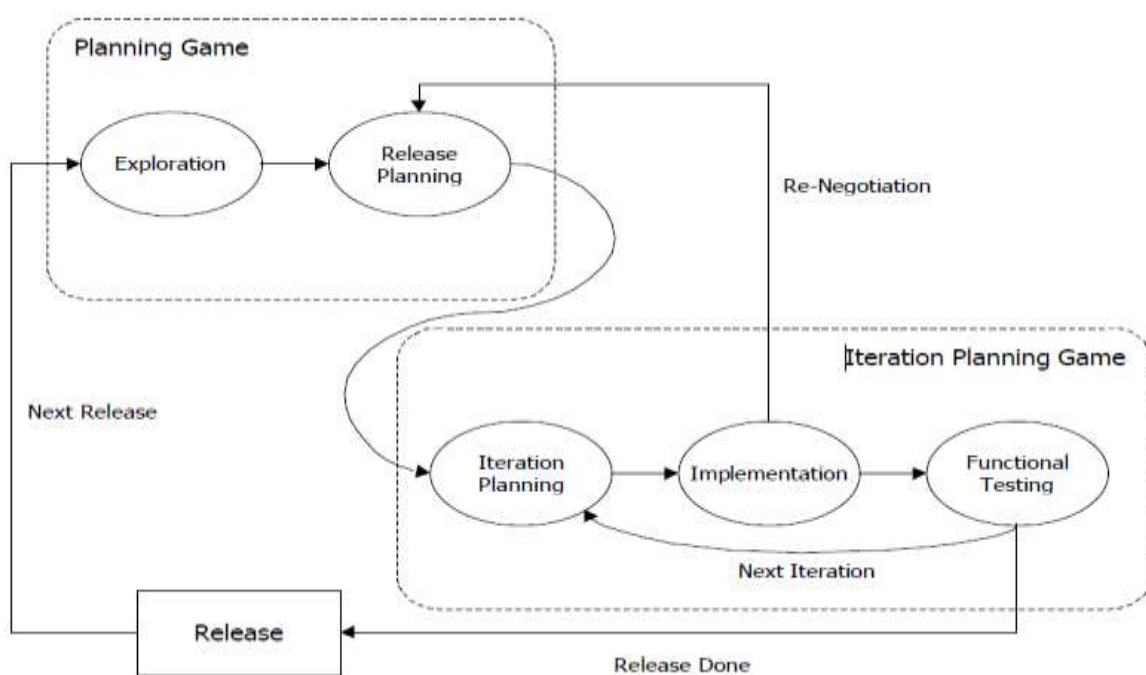 Planning Game
Exploration
Release
Planning
Re-Negotiation
Iteration Planning Game
Next Release
Iteration
Planning
Implementation
Functional
Testing
Next Iteration
Release
Release Done